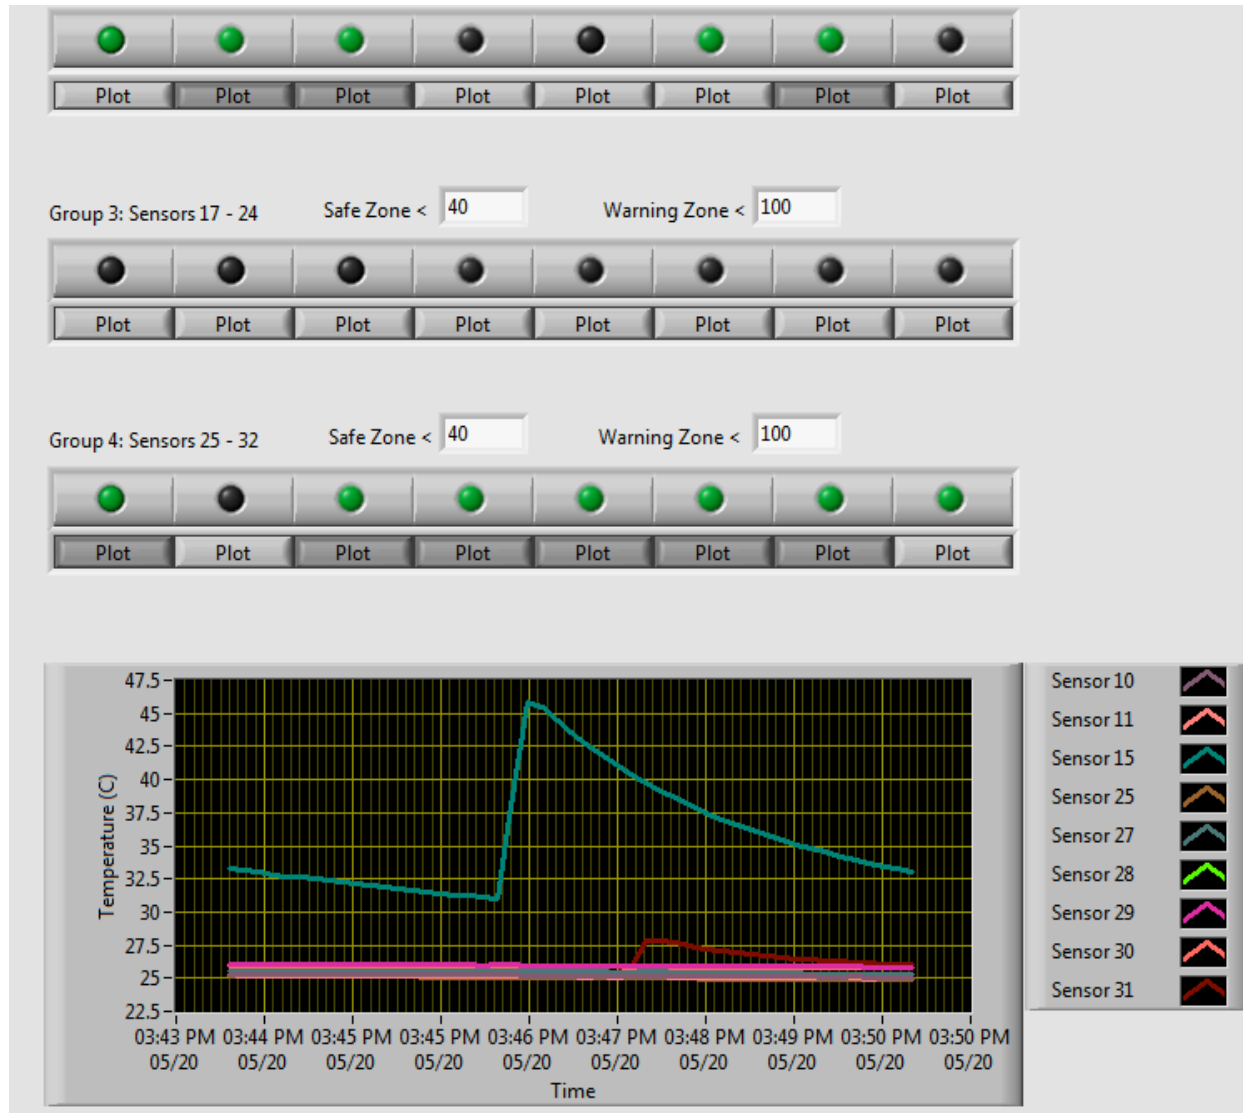 Plot Plot Plot Plot Plot Plot Plot Plot
Group 3: Sensors 17 - 24 Safe Zone < 40 Warning Zone < 100
Plot Plot Plot Plot Plot Plot Plot Plot
Group 4: Sensors 25 - 32 Safe Zone < 40 Warning Zone < 100
Plot Plot Plot Plot Plot Plot Plot Plot
47.5
45
42.5
40
37.5
35
32.5
30
27.5
25
22.5
Temperature (C)
03:43 PM 03:44 PM 03:45 PM 03:45 PM 03:46 PM 03:47 PM 03:48 PM 03:49 PM 03:50 PM 03:50 PM
05/20 05/20 05/20 05/20 05/20 05/20 05/20 05/20 05/20 05/20
Time
Sensor 10
Sensor 11
Sensor 15
Sensor 25
Sensor 27
Sensor 28
Sensor 29
Sensor 30
Sensor 31